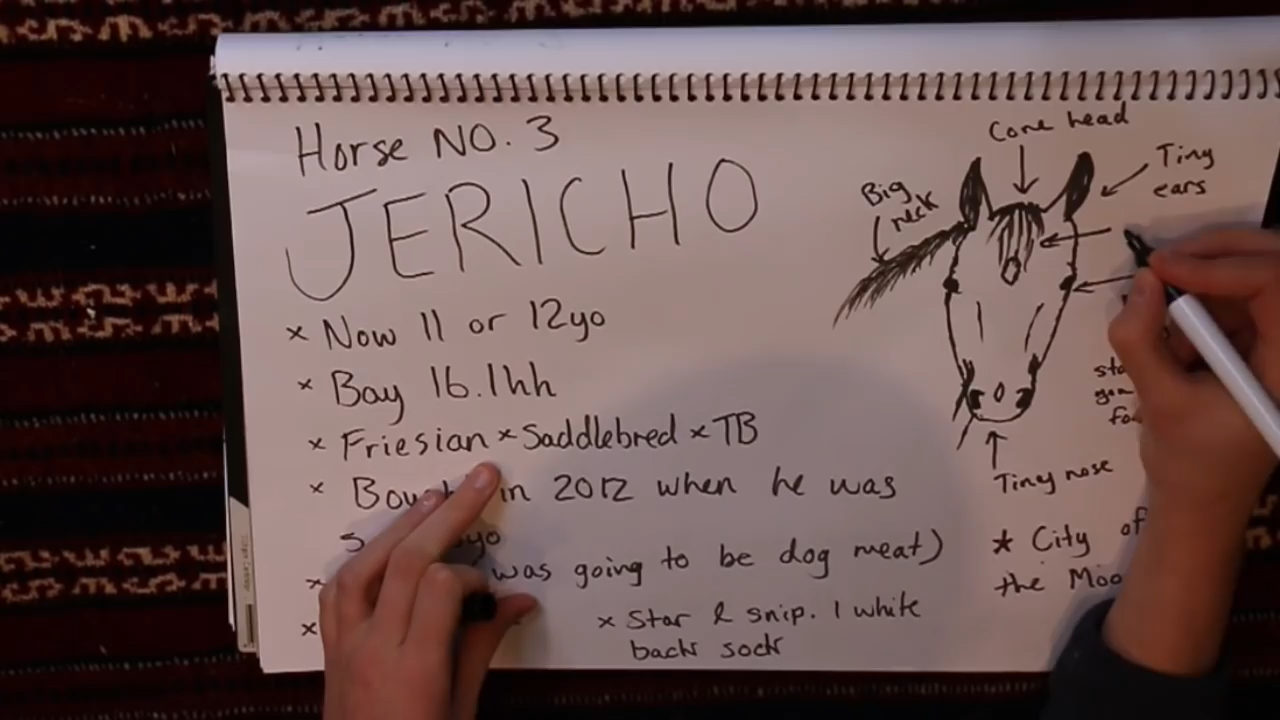 Horse NO. 3
JERICHO
x Now 11 or 12yo
x Bay 16.1hh
x Friesian x Saddlebred x TB
x in 2012 when he was
yo
x was going to be dog meat)
x
x Star & snip. 1 white
back sock
Cone head
Tiny
ears
Big
neck
Tiny nose
* City of
the